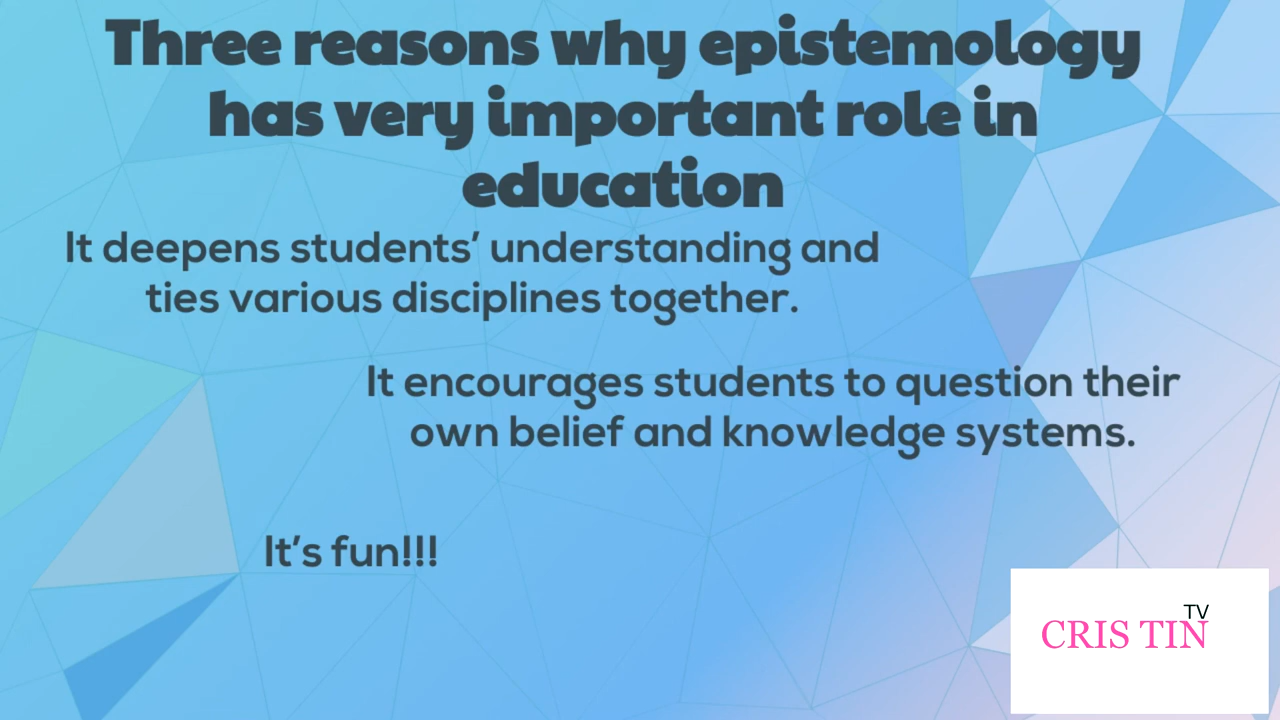 Three reasons why epistemology
has very important role in
education
It deepens students’ understanding and
ties various disciplines together.
It encourages students to question their
own belief and knowledge systems.
It’s fun!!!
TV
CRIS TIN